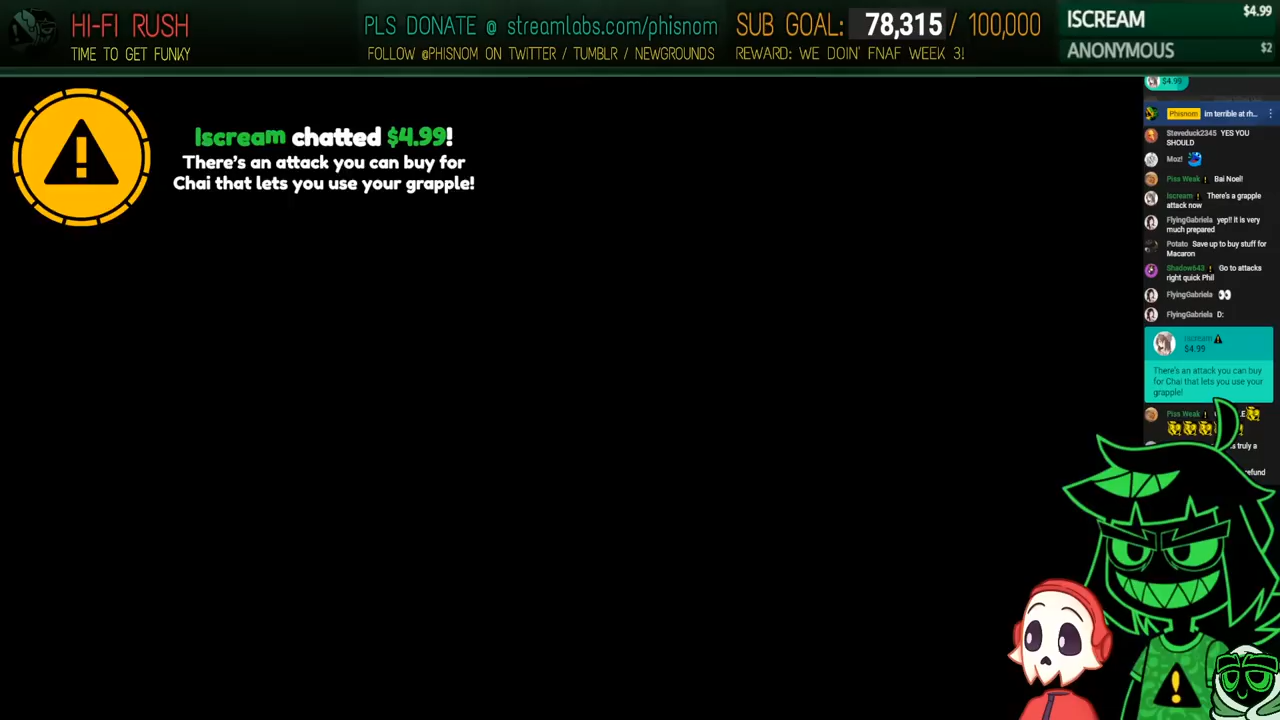 HI-FI RUSH
TIME TO GET FUNKY
PLS DONATE @ streamlabs.com/phisnom
FOLLOW @PHISNOM ON TWITTER / TUMBLR / NEWGROUNDS
SUB GOAL: 78,315 / 100,000
REWARD: WE DOIN' FNAF WEEK 3!
ISCREAM $4.99
ANONYMOUS $2
Iscream chatted $4.99!
There's an attack you can buy for
Chai that lets you use your grapple!
$4.99
Phisnom im terrible at rh...
Steveduck2345 YES YOU
SHOULD
Moz!
Piss Weak Bai Noel!
Iscream There's a grapple
attack now
FlyingGabriela yep!! it is very
much prepared
Potato Save up to buy stuff for
Macaron
Shadow643 Go to attacks
right quick Phil
FlyingGabriela
FlyingGabriela D:
Iscream
$4.99
There's an attack you can buy
for Chai that lets you use your
grapple!
Piss Weak
truly a